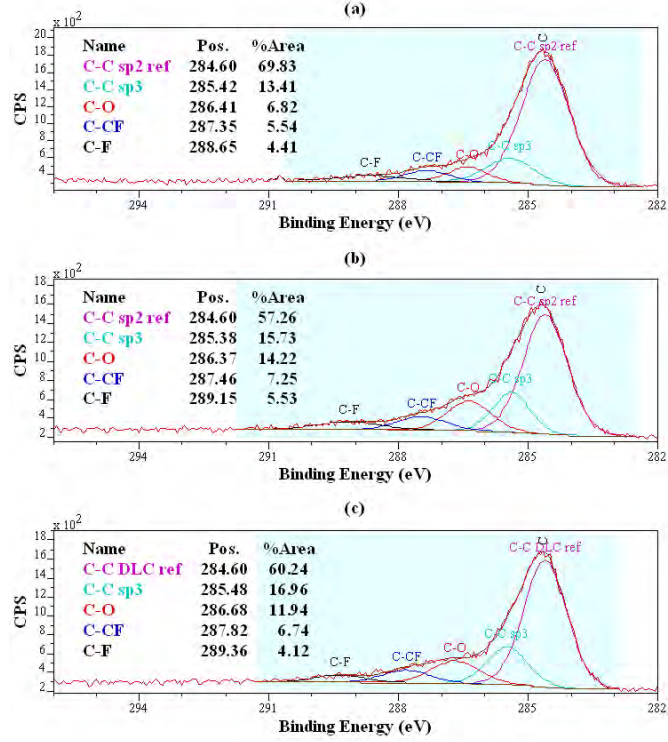 (a)
x 10²
20
18
16
14
12
10
8
6
4
CPS
Name Pos. %Area
C-C sp2 ref 284.60 69.83
C-C sp3 285.42 13.41
C-O 286.41 6.82
C-CF 287.35 5.54
C-F 288.65 4.41
C
C-C sp2 ref
C-F C-CF C-O C-C sp3
294 291 288 285 282
Binding Energy (eV)
(b)
x 10²
18
16
14
12
10
8
6
4
2
CPS
Name Pos. %Area
C-C sp2 ref 284.60 57.26
C-C sp3 285.38 15.73
C-O 286.37 14.22
C-CF 287.46 7.25
C-F 289.15 5.53
C
C-C sp2 ref
C-F C-CF C-O C-C sp3
294 291 288 285 282
Binding Energy (eV)
(c)
x 10²
18
16
14
12
10
8
6
4
2
CPS
Name Pos. %Area
C-C DLC ref 284.60 60.24
C-C sp3 285.48 16.96
C-O 286.68 11.94
C-CF 287.82 6.74
C-F 289.36 4.12
C
C-C DLC ref
C-F C-CF C-O C-C sp3
294 291 288 285 282
Binding Energy (eV)